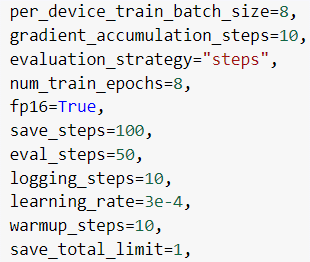 per_device_train_batch_size=8,
gradient_accumulation_steps=10,
evaluation_strategy="steps",
num_train_epochs=8,
fp16=True,
save_steps=100,
eval_steps=50,
logging_steps=10,
learning_rate=3e-4,
warmup_steps=10,
save_total_limit=1,